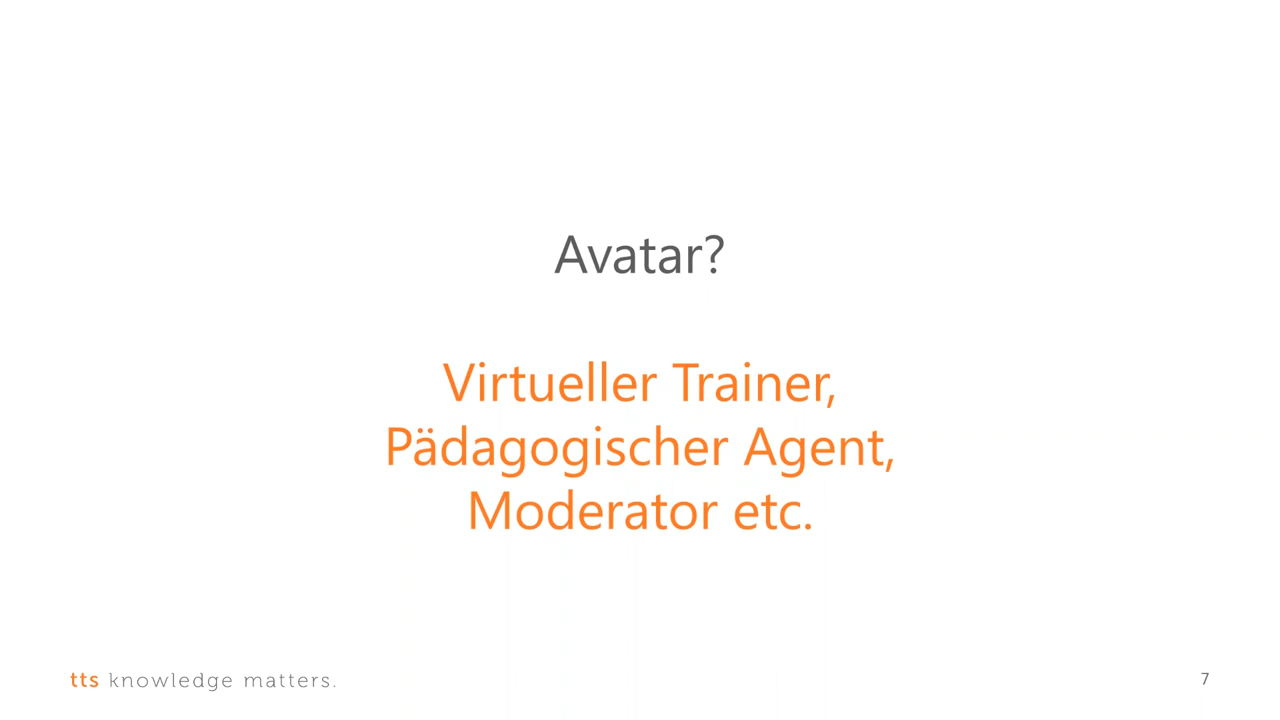 Avatar?
Virtueller Trainer,
Pädagogischer Agent,
Moderator etc.
tts knowledge matters.
7